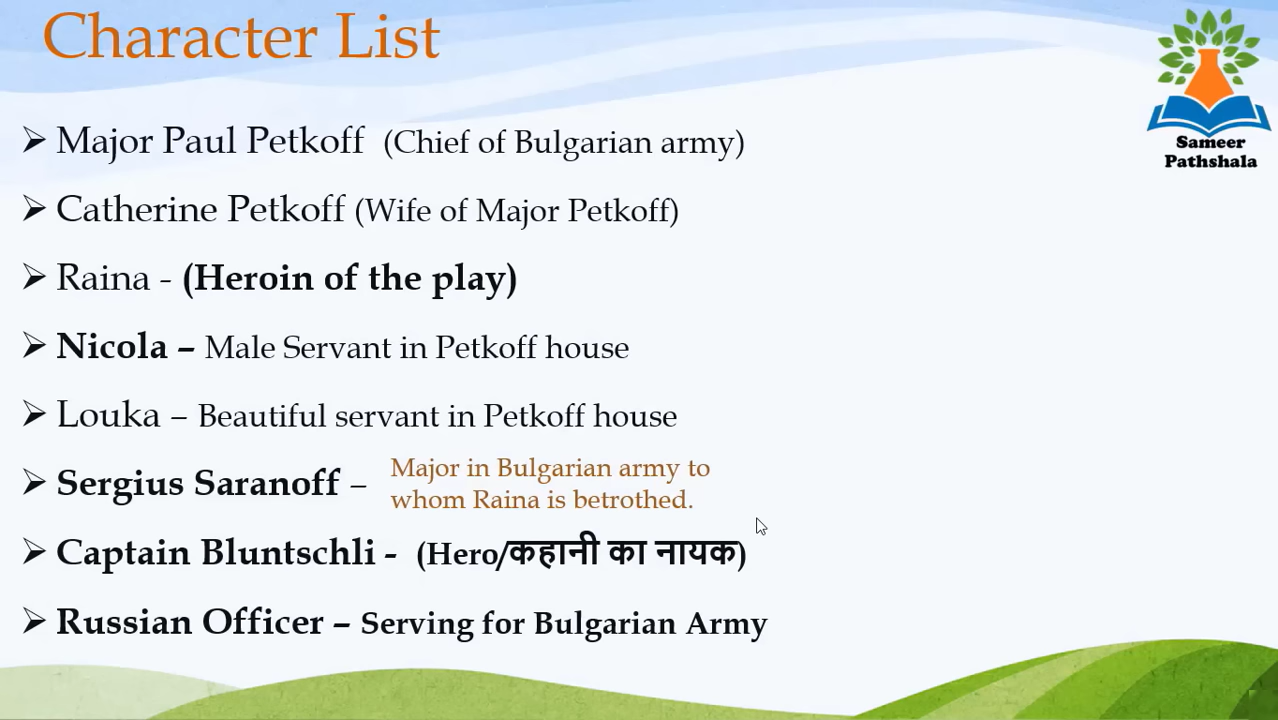 Character List
Sameer
Pathshala
➢ Major Paul Petkoff (Chief of Bulgarian army)
➢ Catherine Petkoff (Wife of Major Petkoff)
➢ Raina - (Heroin of the play)
➢ Nicola – Male Servant in Petkoff house
➢ Louka – Beautiful servant in Petkoff house
➢ Sergius Saranoff – Major in Bulgarian army to
whom Raina is betrothed.
➢ Captain Bluntschli - (Hero/कहानी का नायक)
➢ Russian Officer – Serving for Bulgarian Army